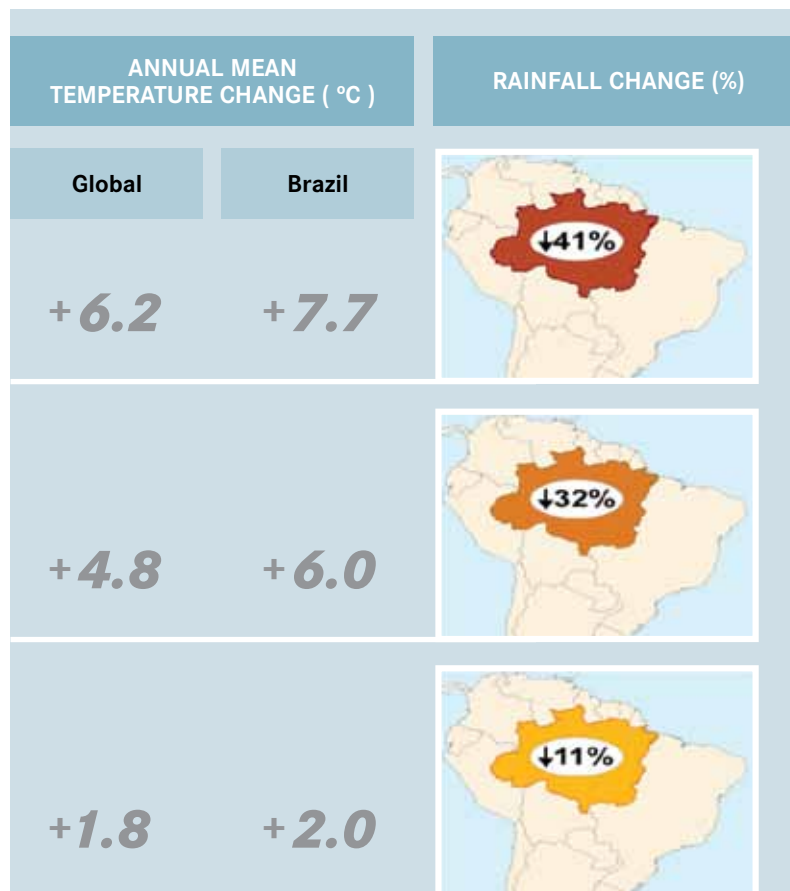 ANNUAL MEAN
TEMPERATURE CHANGE ( ºC )
RAINFALL CHANGE (%)
Global
Brazil
+6.2
+7.7
↓41%
+4.8
+6.0
↓32%
+1.8
+2.0
↓11%